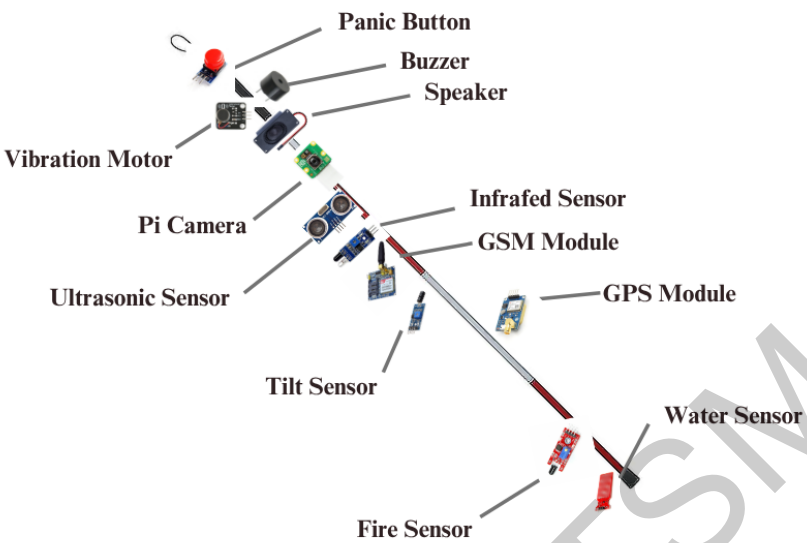 Panic Button
Buzzer
Speaker
Vibration Motor
Pi Camera
Infrafed Sensor
GSM Module
Ultrasonic Sensor
GPS Module
Tilt Sensor
Water Sensor
Fire Sensor